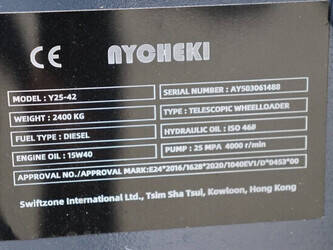 CE AYCHEKI
MODEL : Y25-42
SERIAL NUMBER : AY503061488
WEIGHT : 2400 KG
TYPE : TELESCOPIC WHEELLOADER
FUEL TYPE : DIESEL
HYDRAULIC OIL : ISO 46#
ENGINE OIL : 15W40
PUMP : 25 MPA 4000 r/min
APPROVAL NO./APPROVAL MARK:E24*2016/1628*2020/1040EV1/D*0453*00
Swiftzone International Ltd., Tsim Sha Tsui, Kowloon, Hong Kong